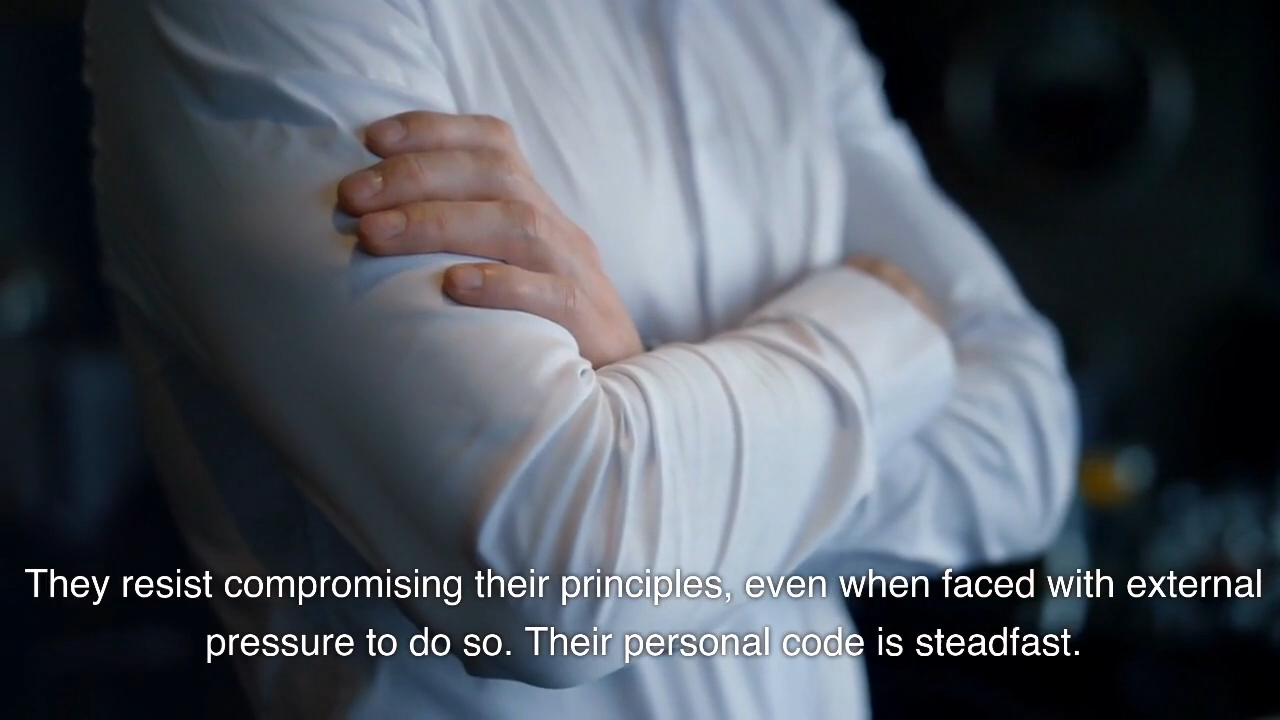 They resist compromising their principles, even when faced with external
pressure to do so. Their personal code is steadfast.